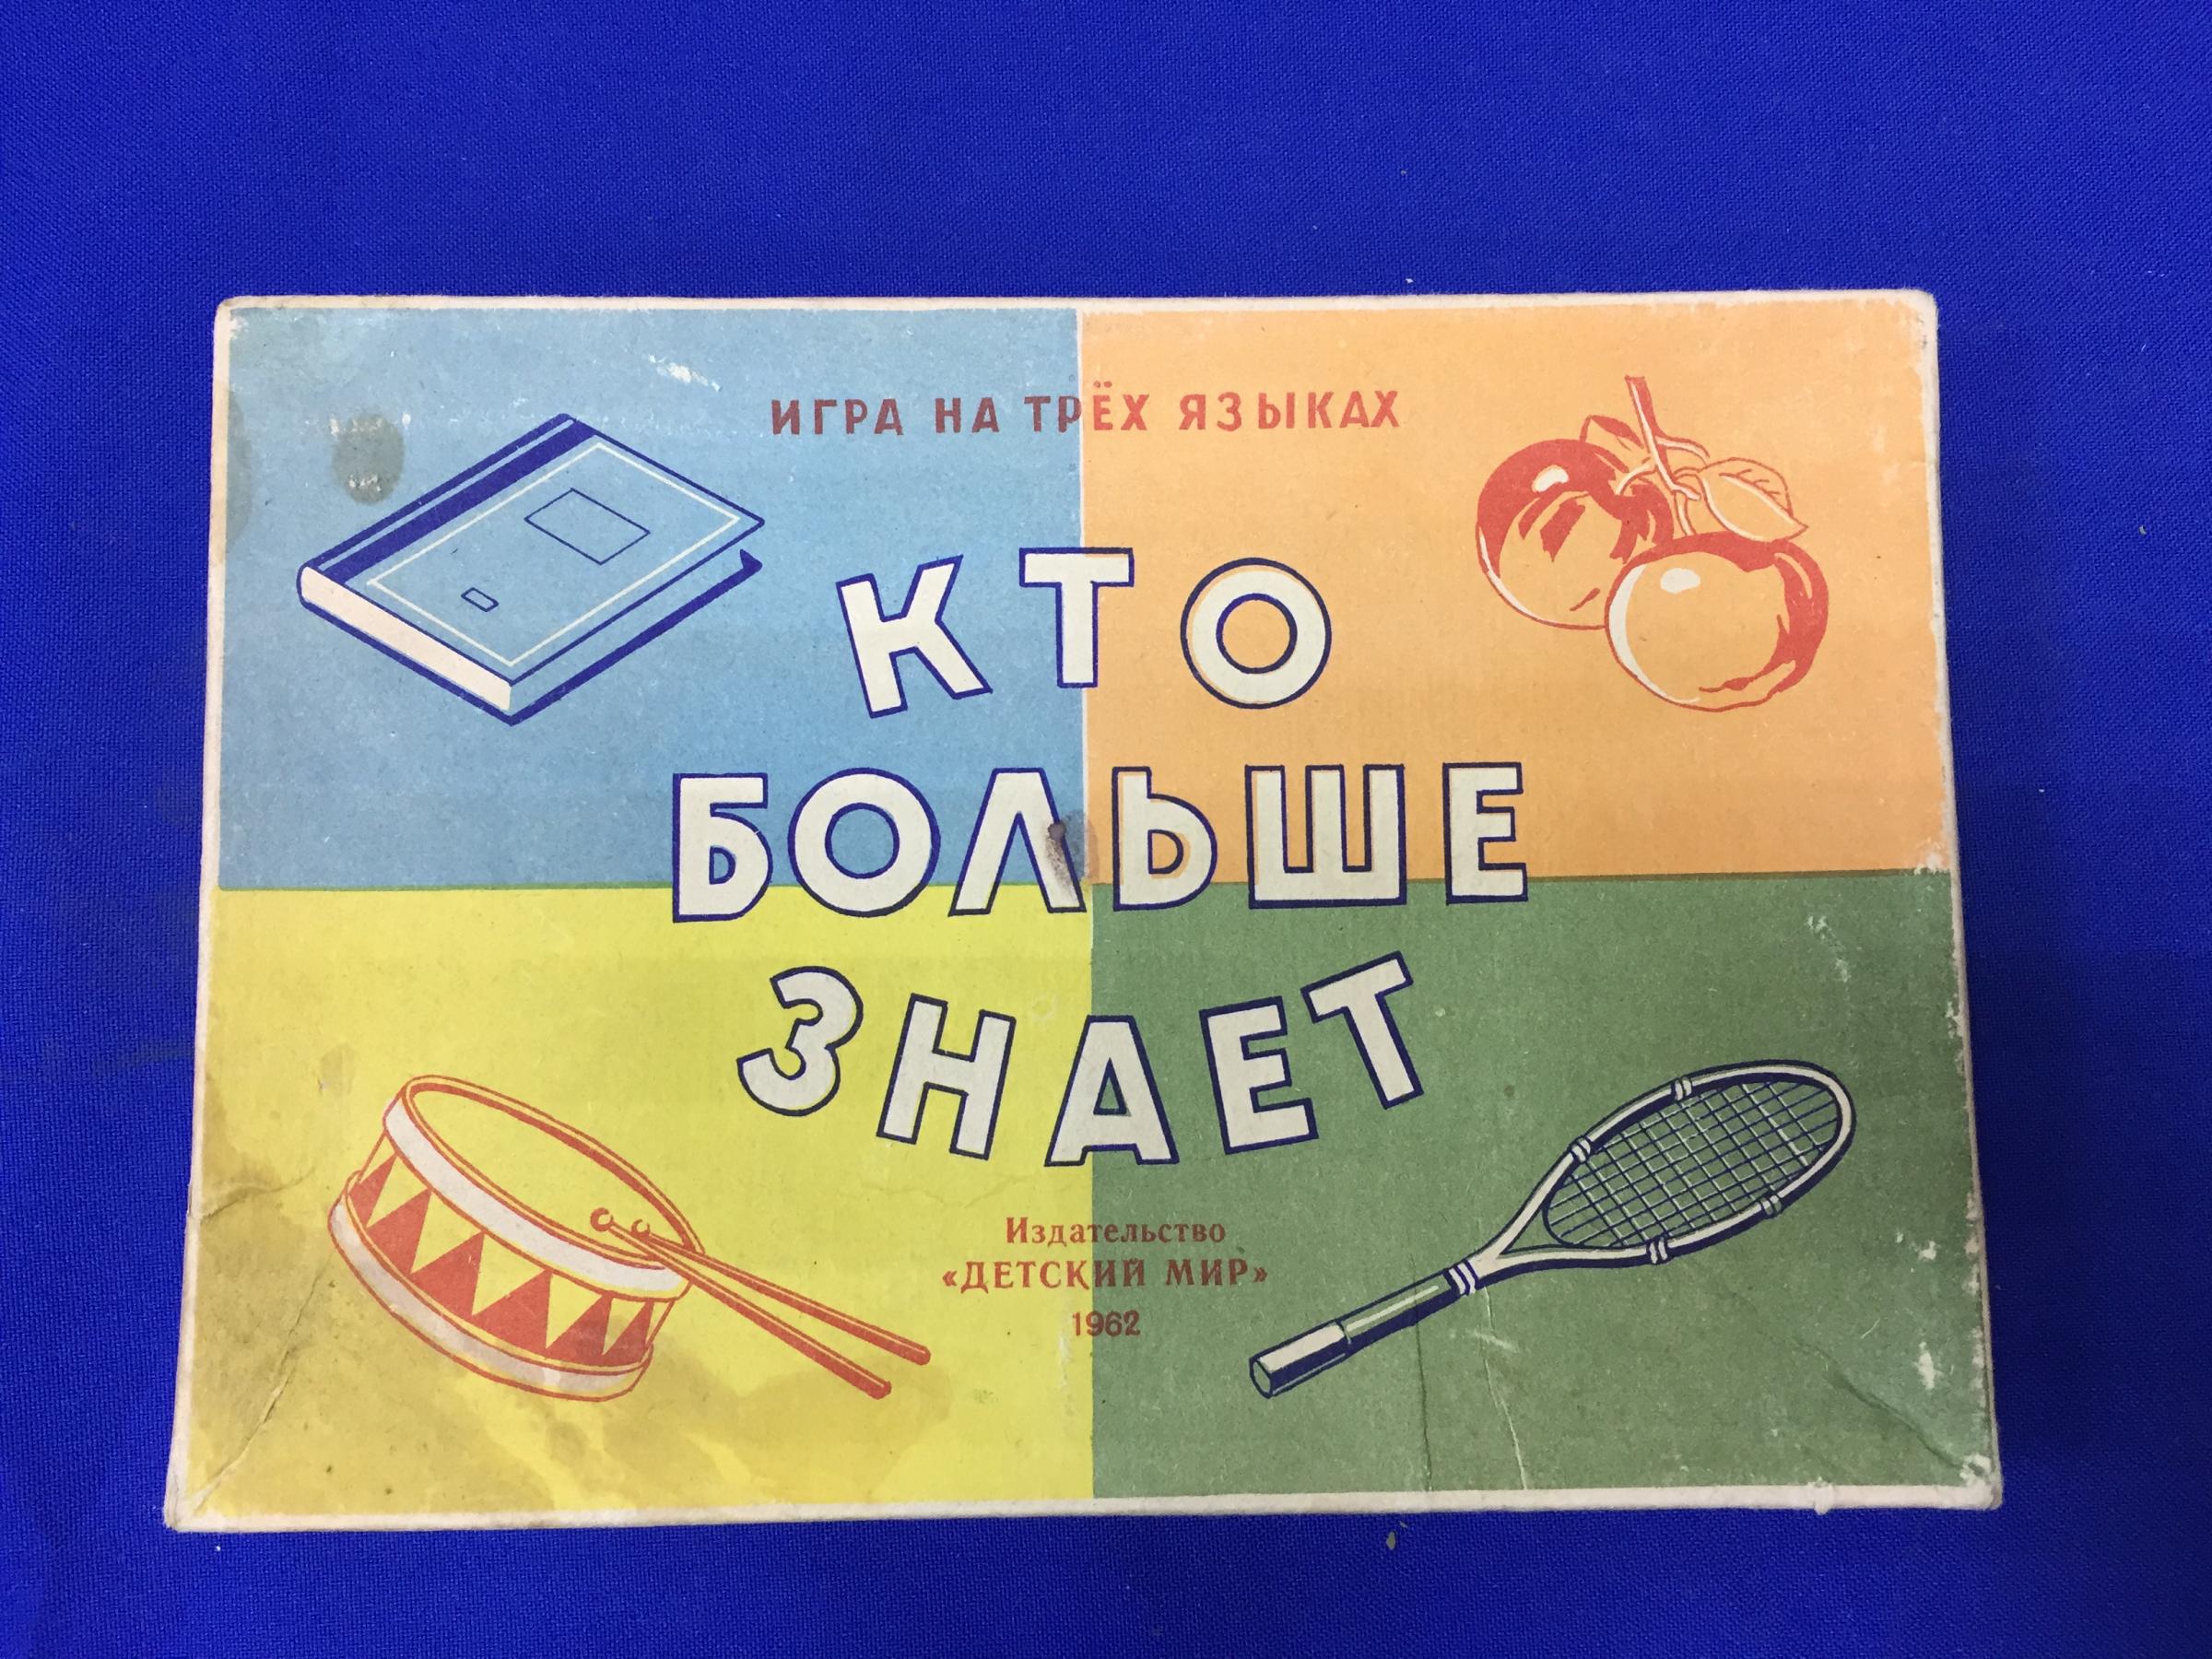 ИГРА НА ТРЁХ ЯЗЫКАХ
КТО
БОЛЬШЕ
ЗНАЕТ
Издательство
«ДЕТСКИЙ МИР»
1962